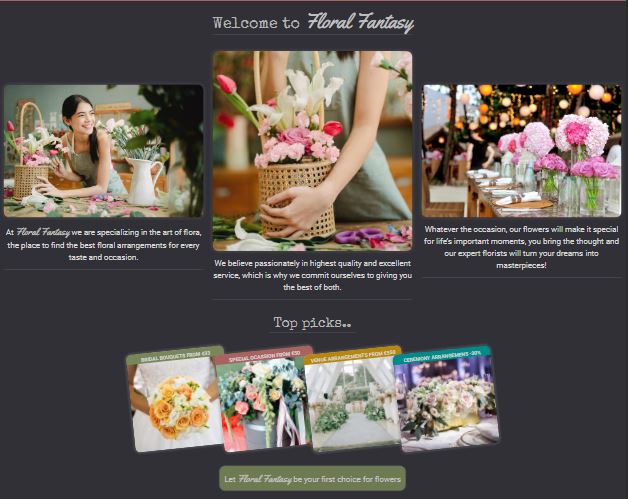 Welcome to Floral Fantasy
At Floral Fantasy we are specializing in the art of flora,
the place to find the best floral arrangements for every
taste and occasion.
We believe passionately in highest quality and excellent
service, which is why we commit ourselves to giving you
the best of both.
Whatever the occasion, our flowers will make it special
for life's important moments, you bring the thought and
our expert florists will turn your dreams into
masterpieces!
Top picks..
BRIDAL BOUQUETS FROM €35
SPECIAL OCASSION FROM €50
VENUE ARRANGEMENTS FROM £550
CEREMONY ARRANGEMENS -30%
Let Floral Fantasy be your first choice for flowers